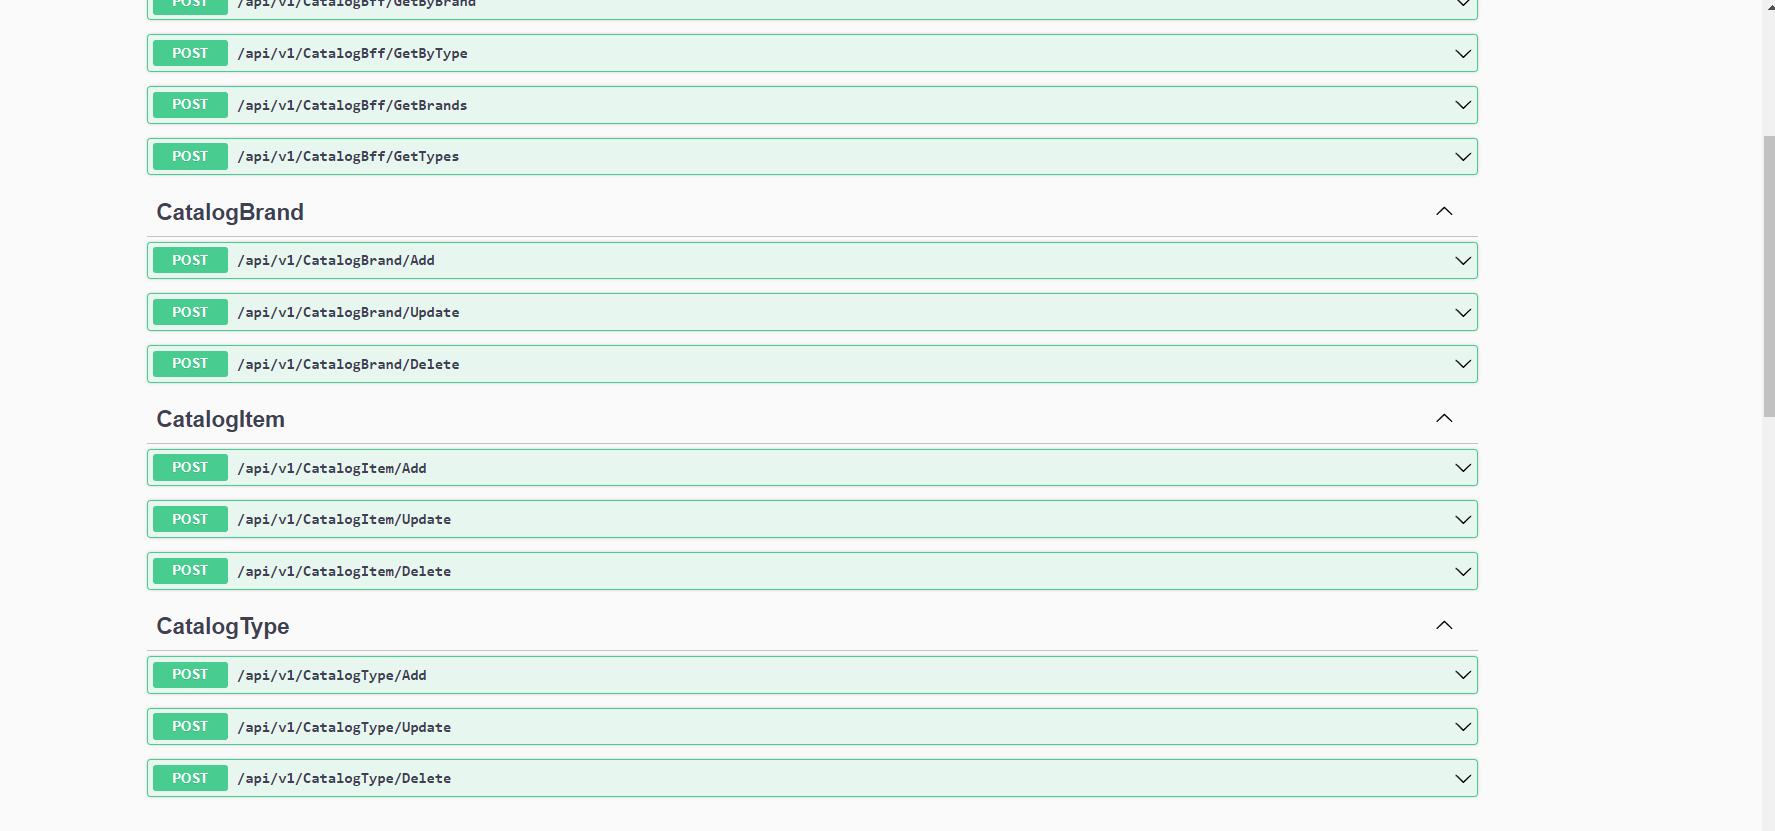 POST /api/v1/CatalogBff/GetByBrand
POST /api/v1/CatalogBff/GetByType
POST /api/v1/CatalogBff/GetBrands
POST /api/v1/CatalogBff/GetTypes
CatalogBrand
POST /api/v1/CatalogBrand/Add
POST /api/v1/CatalogBrand/Update
POST /api/v1/CatalogBrand/Delete
CatalogItem
POST /api/v1/CatalogItem/Add
POST /api/v1/CatalogItem/Update
POST /api/v1/CatalogItem/Delete
CatalogType
POST /api/v1/CatalogType/Add
POST /api/v1/CatalogType/Update
POST /api/v1/CatalogType/Delete